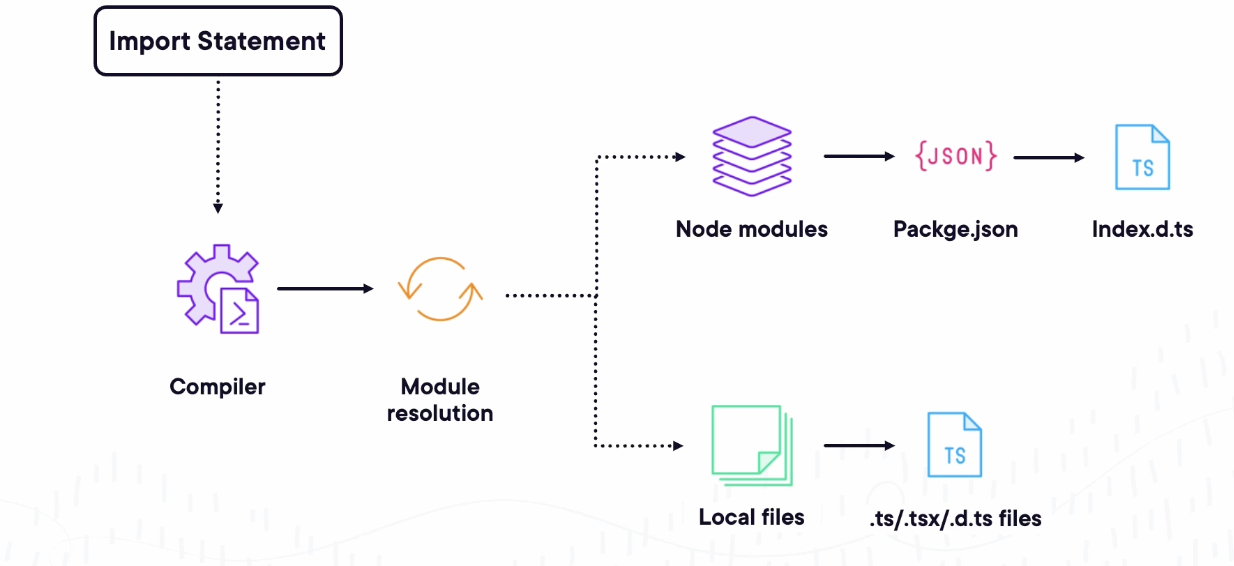 Import Statement
{JSON}
TS
Node modules
Packge.json
Index.d.ts
Compiler
Module
resolution
TS
Local files
.ts/.tsx/.d.ts files